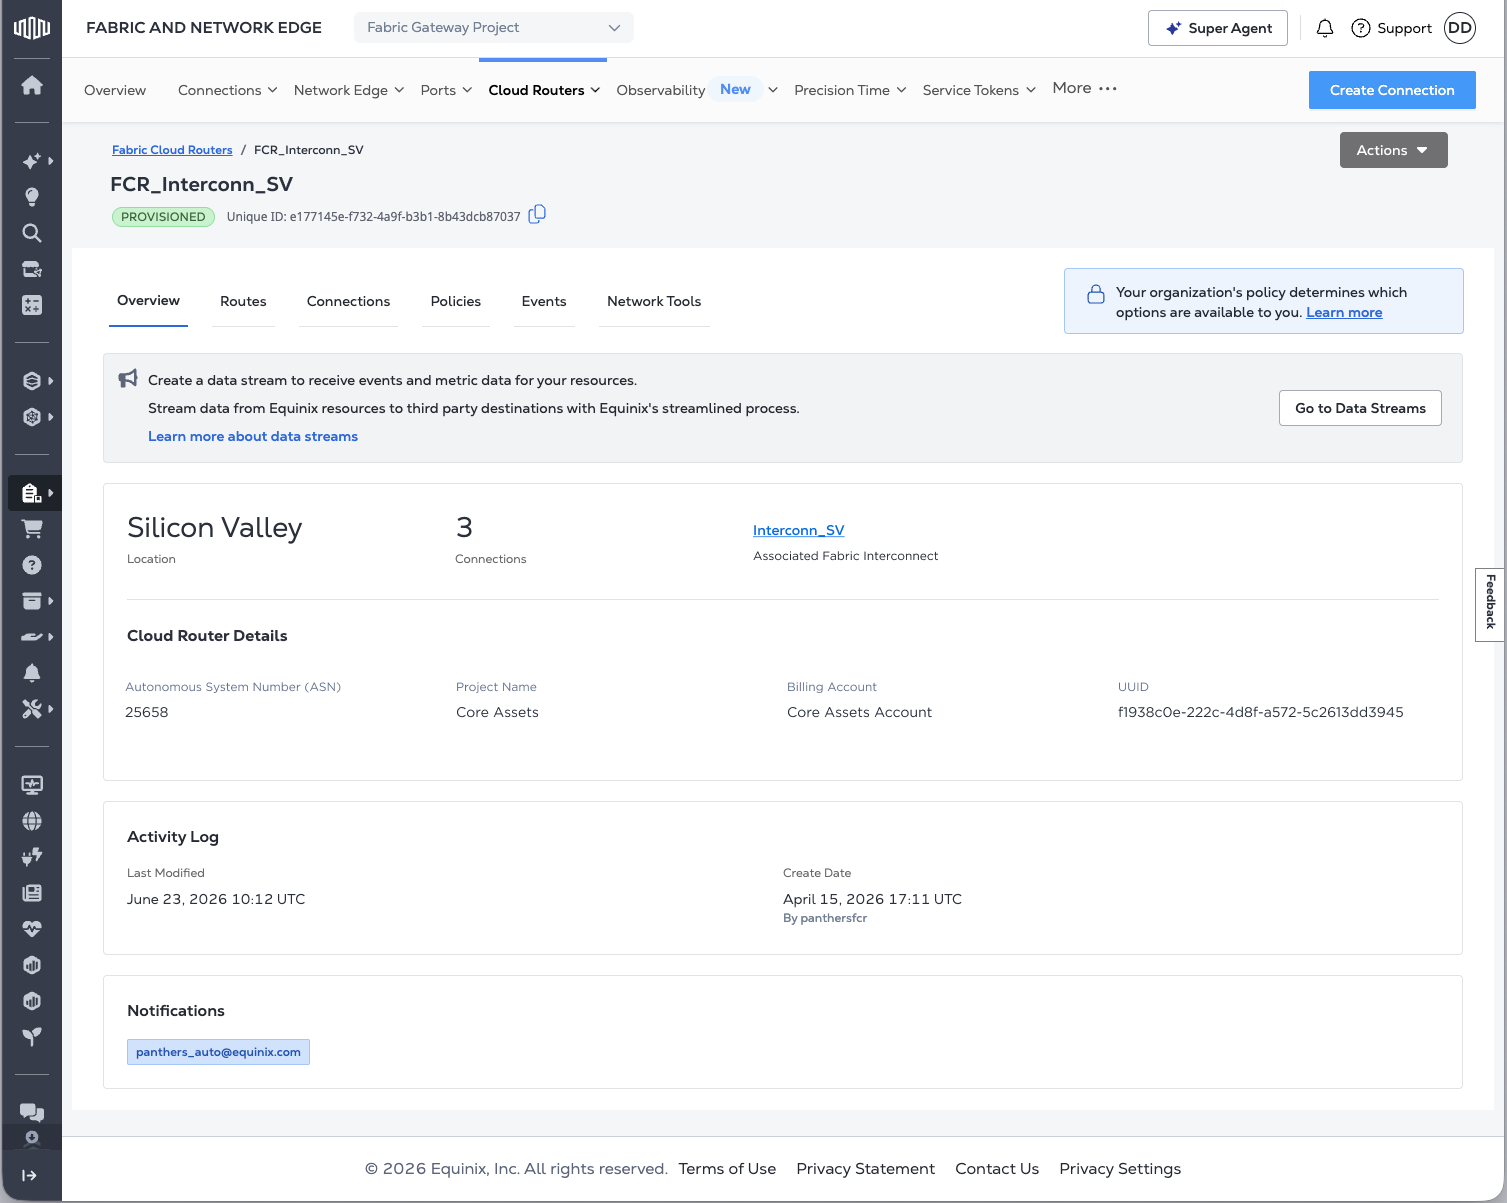 FABRIC AND NETWORK EDGE
Fabric Gateway Project
Super Agent
Support
DD
Overview
Connections
Network Edge
Ports
Cloud Routers
Observability New
Precision Time
Service Tokens
More
Create Connection
Fabric Cloud Routers / FCR_Interconn_SV
Actions
FCR_Interconn_SV
PROVISIONED
Unique ID: e177145e-f732-4a9f-b3b1-8b43dcb87037
Overview
Routes
Connections
Policies
Events
Network Tools
Your organization's policy determines which
options are available to you. Learn more
Create a data stream to receive events and metric data for your resources.
Stream data from Equinix resources to third party destinations with Equinix's streamlined process.
Learn more about data streams
Go to Data Streams
Silicon Valley
Location
3
Connections
Interconn_SV
Associated Fabric Interconnect
Cloud Router Details
Autonomous System Number (ASN)
25658
Project Name
Core Assets
Billing Account
Core Assets Account
UUID
f1938c0e-222c-4d8f-a572-5c2613dd3945
Feedback
Activity Log
Last Modified
June 23, 2026 10:12 UTC
Create Date
April 15, 2026 17:11 UTC
By panthersfcr
Notifications
panthers_auto@equinix.com
© 2026 Equinix, Inc. All rights reserved. Terms of Use Privacy Statement Contact Us Privacy Settings